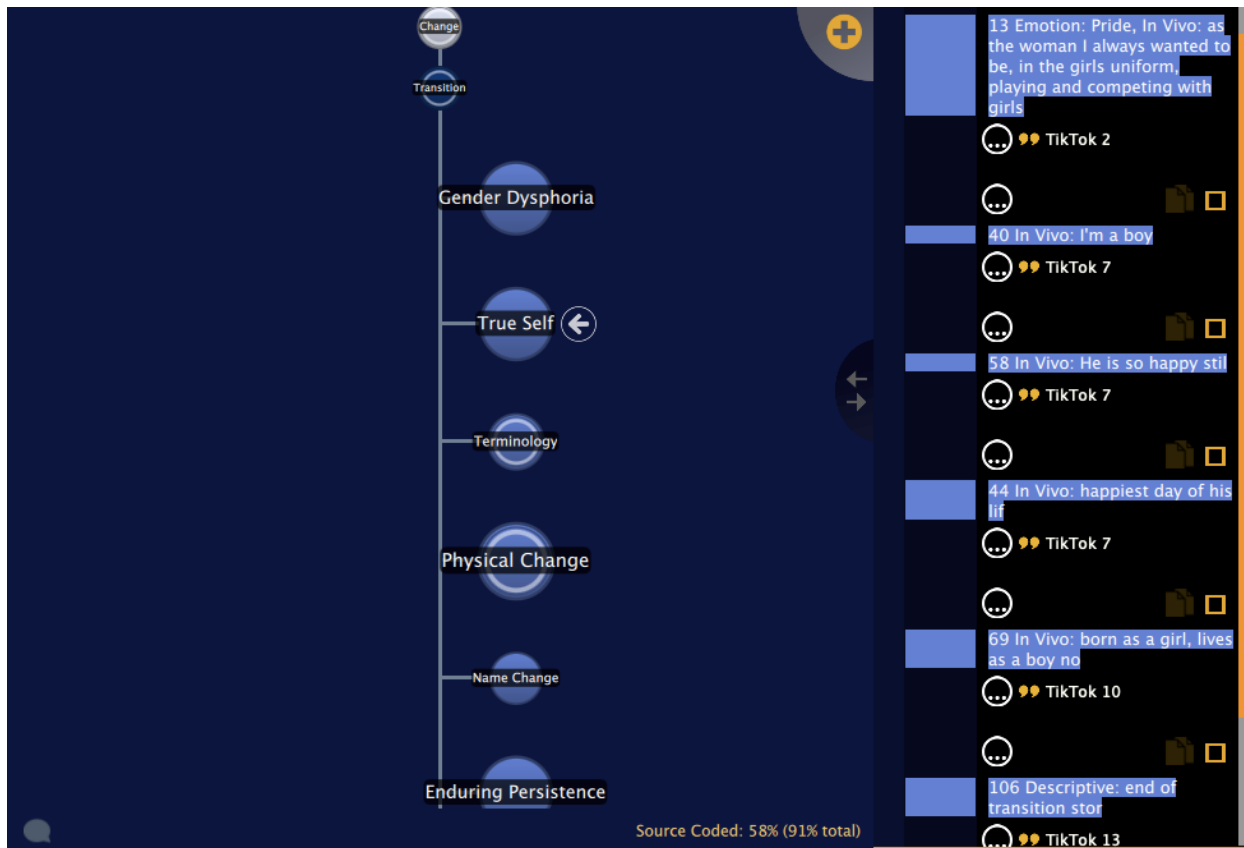 Change
Transition
Gender Dysphoria
True Self
Terminology
Physical Change
Name Change
Enduring Persistence
Source Coded: 58% (91% total)
13 Emotion: Pride, In Vivo: as
the woman I always wanted to
be, in the girls uniform,
playing and competing with
girls
TikTok 2
40 In Vivo: I'm a boy
TikTok 7
58 In Vivo: He is so happy stil
TikTok 7
44 In Vivo: happiest day of his
lif
TikTok 7
69 In Vivo: born as a girl, lives
as a boy no
TikTok 10
106 Descriptive: end of
transition stor
TikTok 13